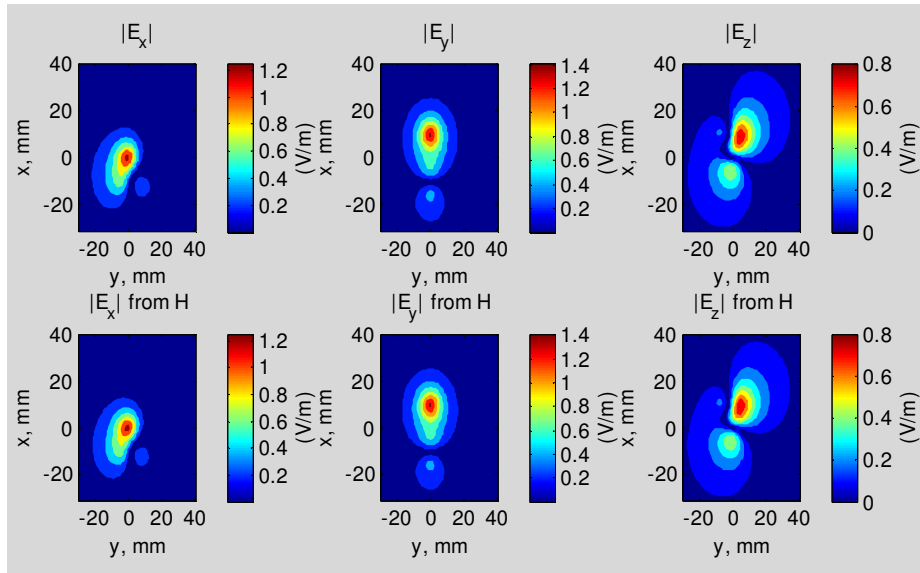 |E_x|
|E_y|
|E_z|
40
20
0
-20
-20 0 20 40
x, mm
y, mm
1.2
1
0.8
0.6
0.4
0.2
(V/m)
40
20
0
-20
-20 0 20 40
x, mm
y, mm
1.4
1.2
1
0.8
0.6
0.4
0.2
(V/m)
40
20
0
-20
-20 0 20 40
x, mm
y, mm
0.8
0.6
0.4
0.2
0
(V/m)
|E_x| from H
|E_y| from H
|E_z| from H
40
20
0
-20
-20 0 20 40
x, mm
y, mm
1.2
1
0.8
0.6
0.4
0.2
(V/m)
40
20
0
-20
-20 0 20 40
x, mm
y, mm
1.4
1.2
1
0.8
0.6
0.4
0.2
(V/m)
40
20
0
-20
-20 0 20 40
x, mm
y, mm
0.8
0.6
0.4
0.2
0
(V/m)